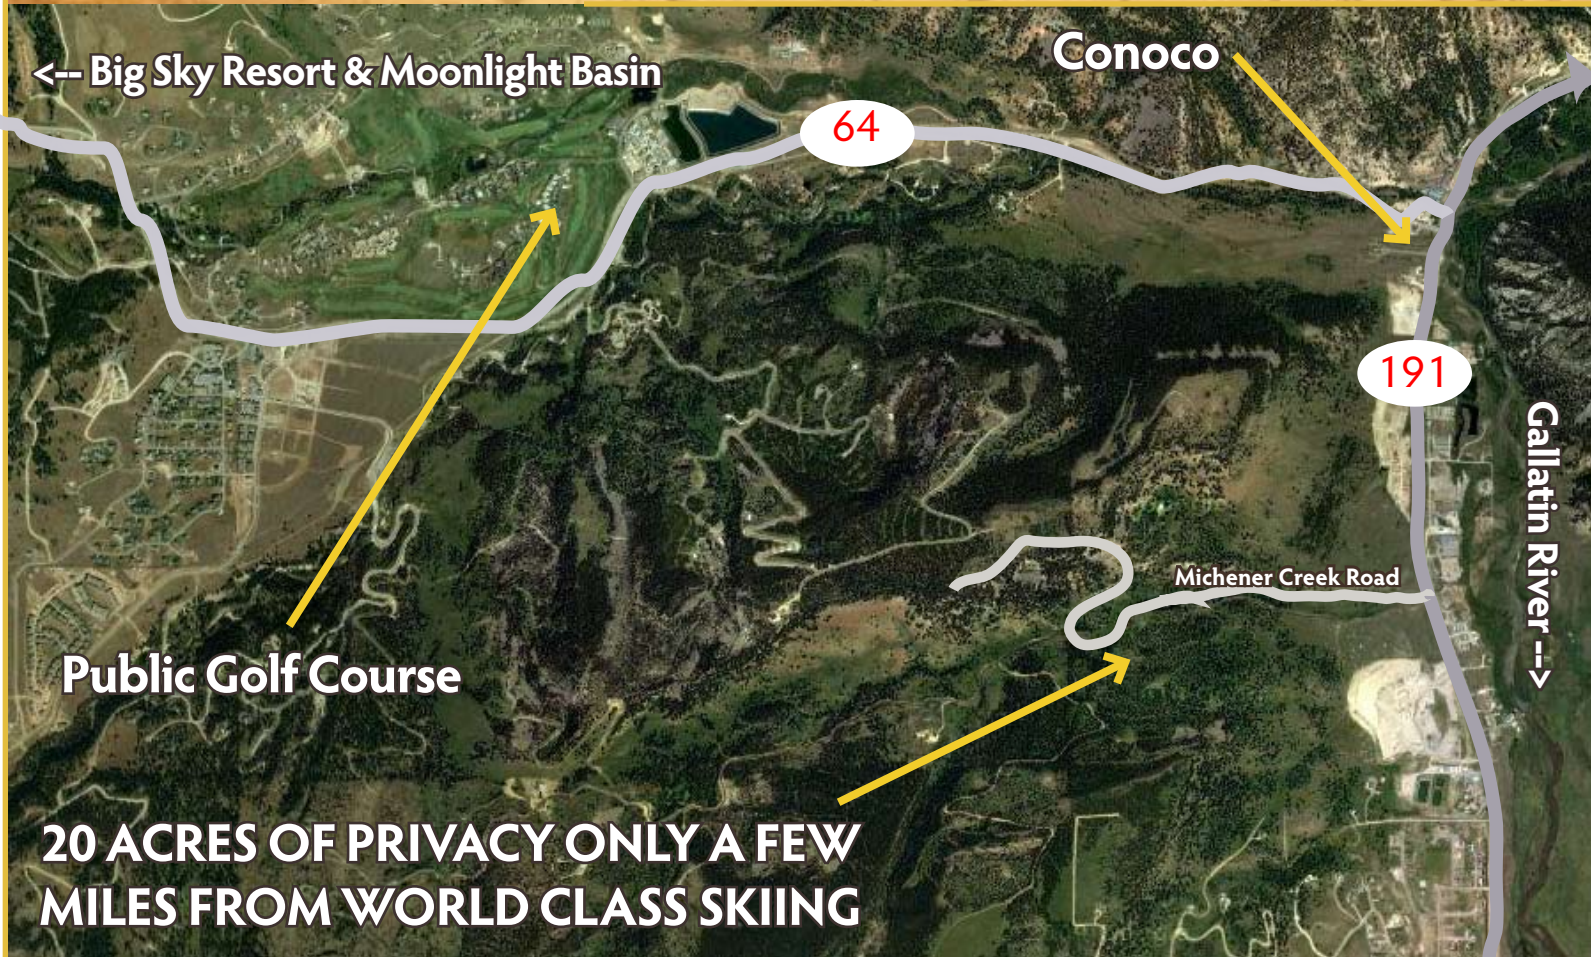 <-- Big Sky Resort & Moonlight Basin
Conoco
64
191
Gallatin River -->
Michener Creek Road
Public Golf Course
20 ACRES OF PRIVACY ONLY A FEW
MILES FROM WORLD CLASS SKIING